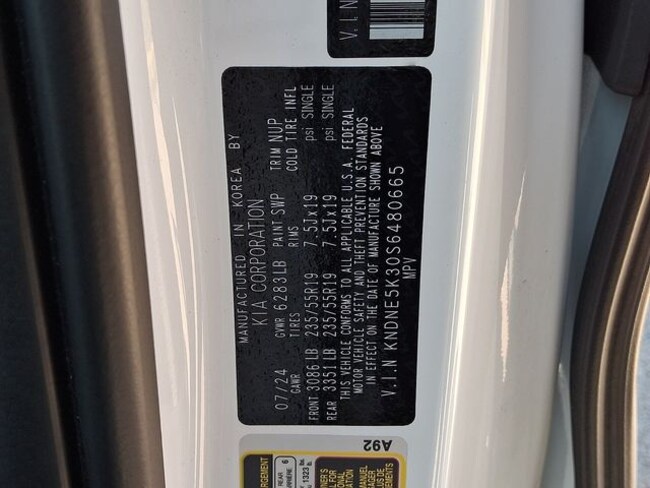 V.I.N
MANUFACTURED IN KOREA BY
KIA CORPORATION
07/24 GVWR 6283LB PAINT SWP TRIM NUP
GAWR TIRES RIMS COLD TIRE INFL
FRONT 3086LB 235/55R19 7.5Jx19 psi SINGLE
REAR 3351LB 235/55R19 7.5Jx19 psi SINGLE
THIS VEHICLE CONFORMS TO ALL APPLICABLE U.S.A. FEDERAL
MOTOR VEHICLE SAFETY AND THEFT PREVENTION STANDARDS
IN EFFECT ON THE DATE OF MANUFACTURE SHOWN ABOVE
V.I.N KNDNE5K30S6480665
MPV
A92
REAR
6
1323